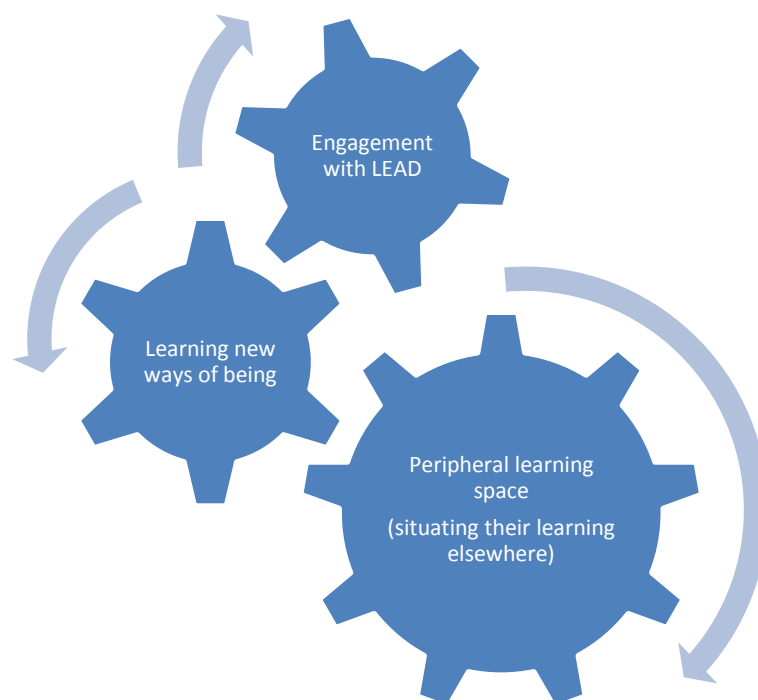 Engagement
with LEAD
Learning new
ways of being
Peripheral learning
space
(situating their learning
elsewhere)